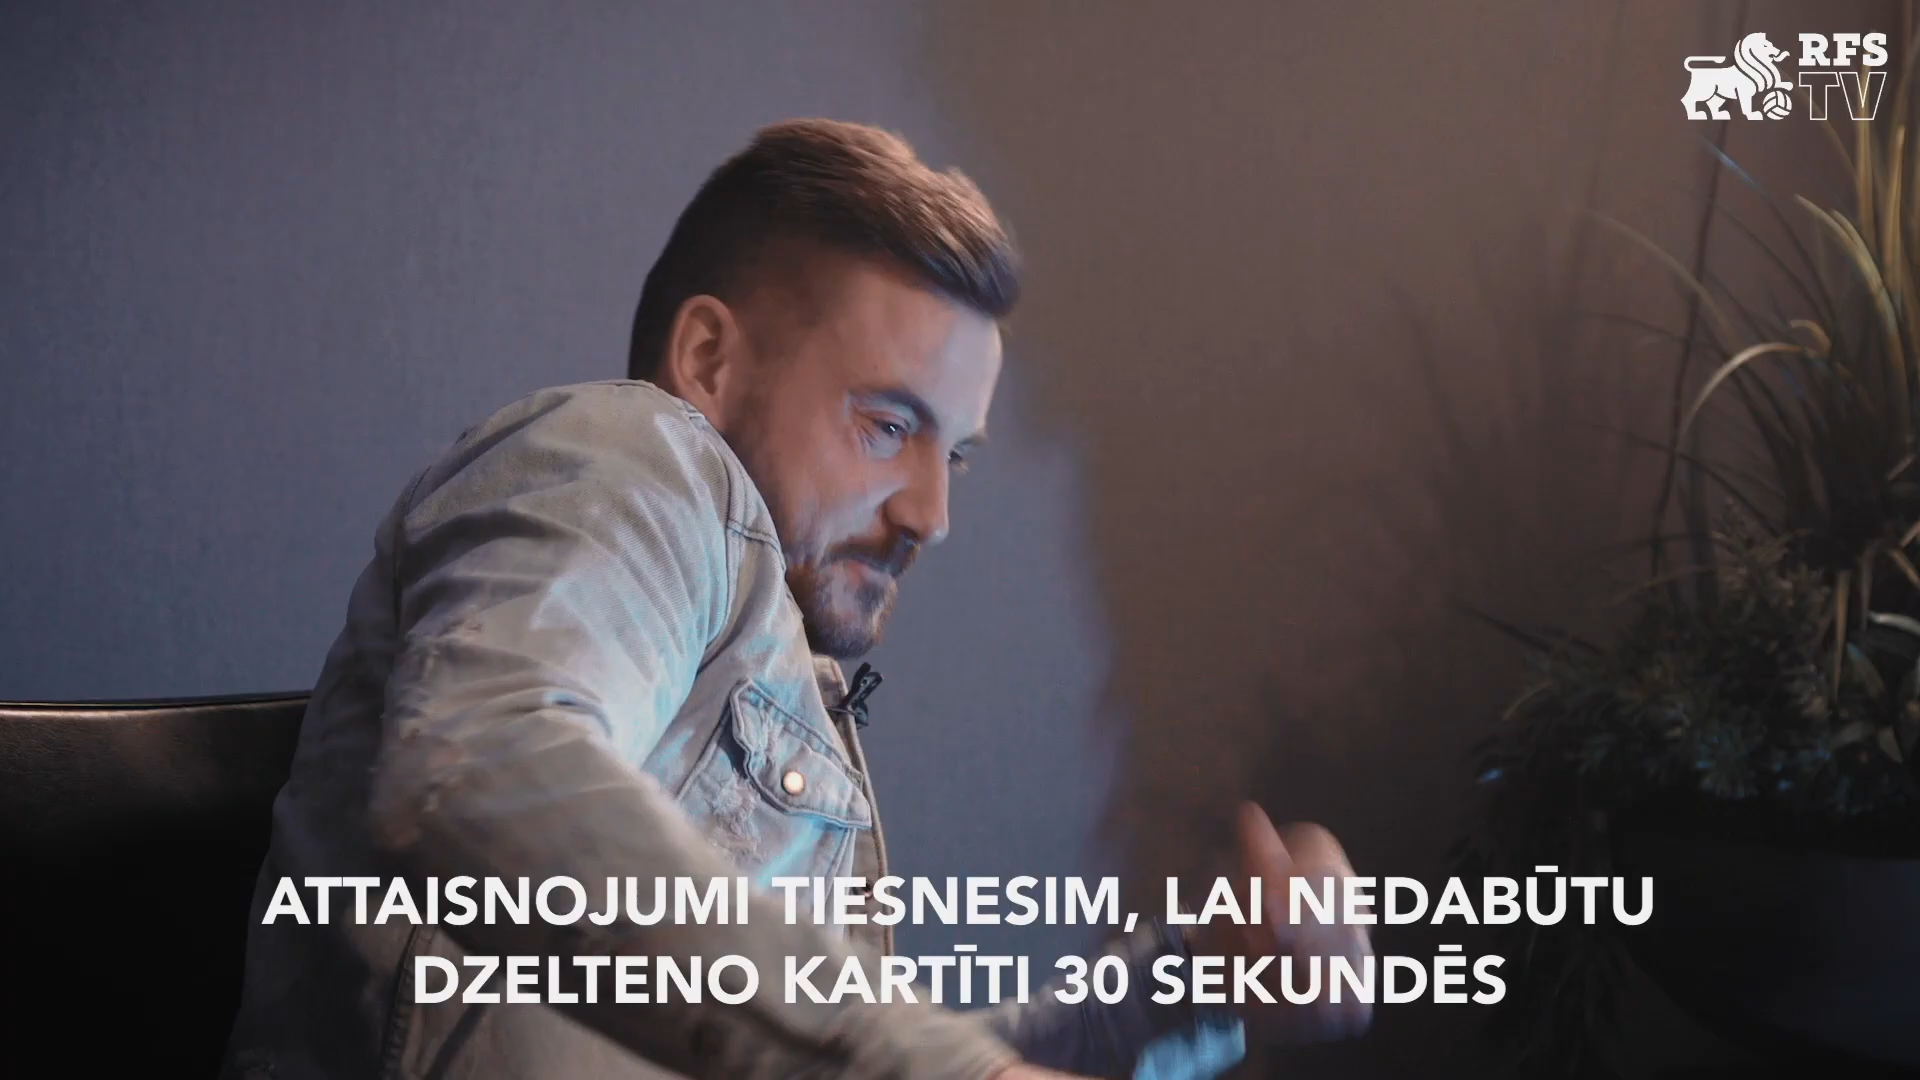 RFS
TV
ATTAISNOJUMI TIESNESIM, LAI NEDABŪTU
DZELTENO KARTĪTI 30 SEKUNDĒS